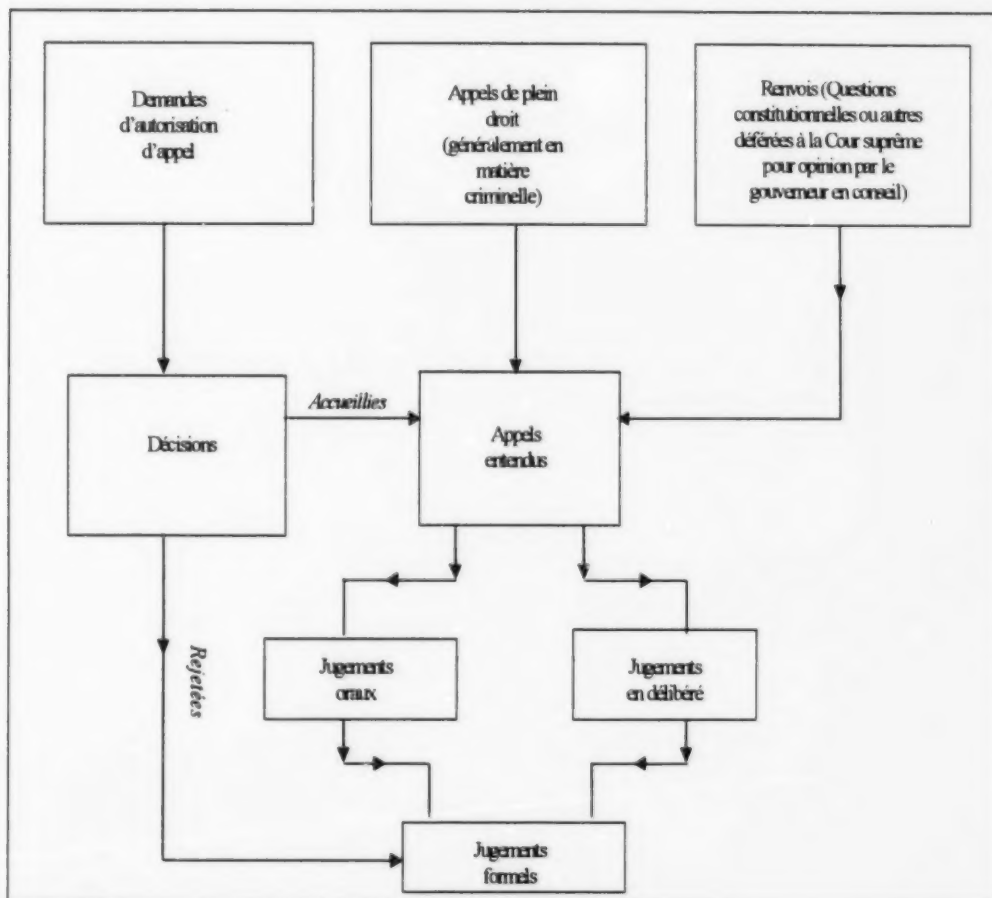 Demandes
d'autorisation
d'appel
Appels de plein
droit
(généralement en
matière
criminelle)
Renvois (Questions
constitutionnelles ou autres
déférées à la Cour suprême
pour opinion par le
gouverneur en conseil)
Décisions
Accueillies
Appels
entendus
Rejetées
Jugements
oraux
Jugements
en délibéré
Jugements
formels